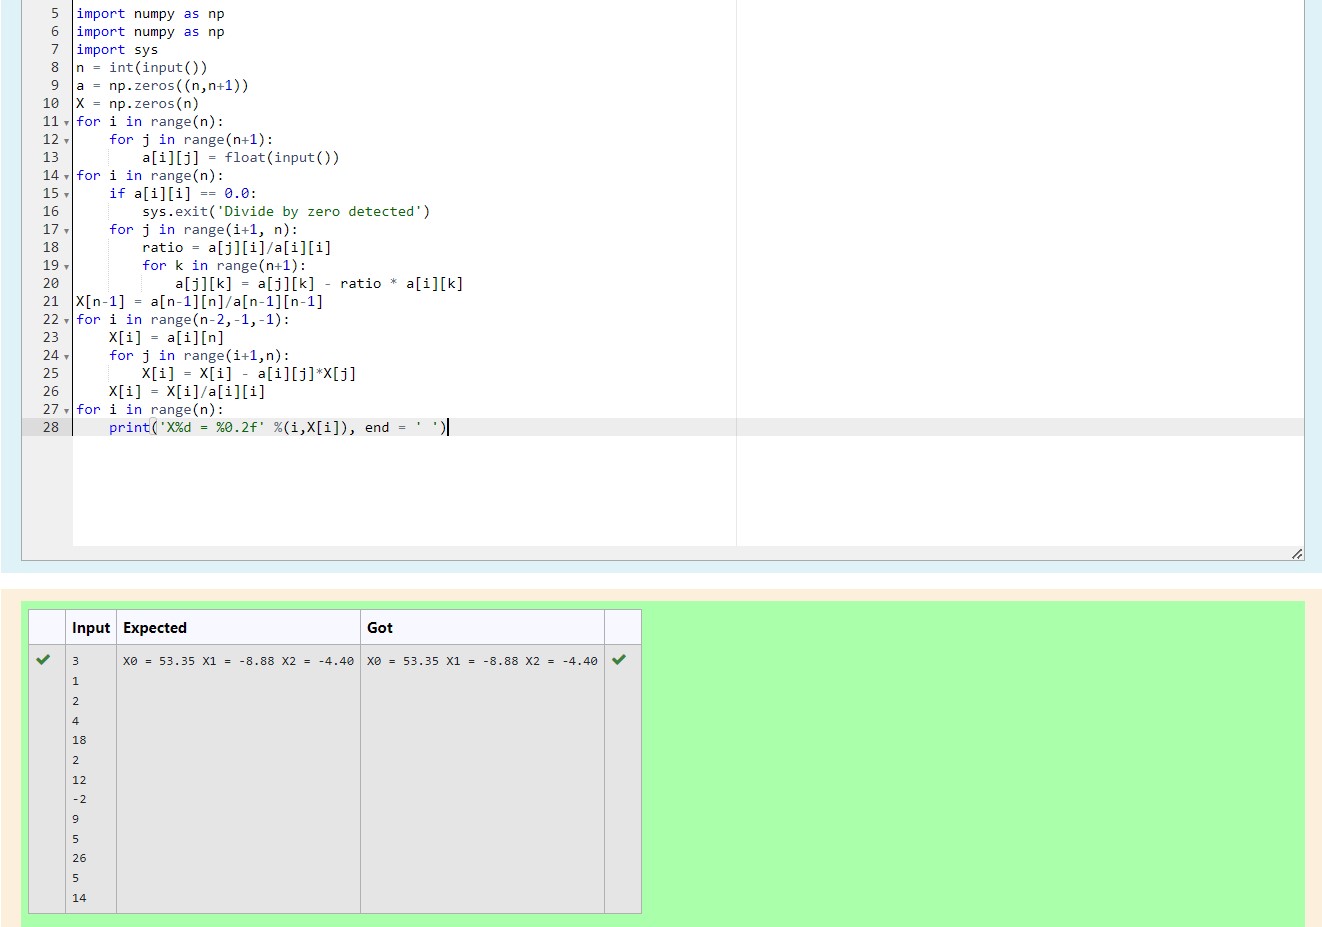 5 import numpy as np
6 import numpy as np
7 import sys
8 n = int(input())
9 a = np.zeros((n,n+1))
10 X = np.zeros(n)
11 for i in range(n):
12     for j in range(n+1):
13         a[i][j] = float(input())
14 for i in range(n):
15     if a[i][i] == 0.0:
16         sys.exit('Divide by zero detected')
17     for j in range(i+1, n):
18         ratio = a[j][i]/a[i][i]
19         for k in range(n+1):
20             a[j][k] = a[j][k] - ratio * a[i][k]
21 X[n-1] = a[n-1][n]/a[n-1][n-1]
22 for i in range(n-2,-1,-1):
23     X[i] = a[i][n]
24     for j in range(i+1,n):
25         X[i] = X[i] - a[i][j]*X[j]
26     X[i] = X[i]/a[i][i]
27 for i in range(n):
28     print('X%d = %0.2f' %(i,X[i]), end = ' ')
Input Expected Got
3 X0 = 53.35 X1 = -8.88 X2 = -4.40 X0 = 53.35 X1 = -8.88 X2 = -4.40
1
2
4
18
2
12
-2
9
5
26
5
14